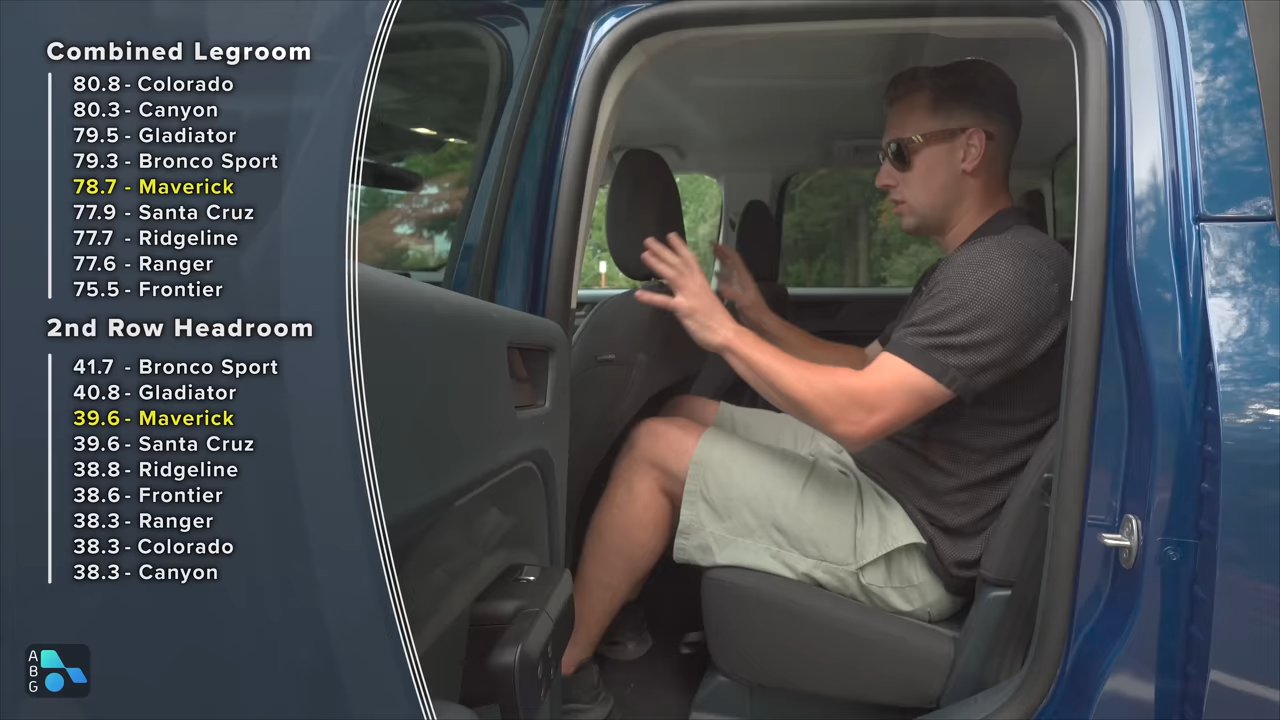 Combined Legroom
80.8 - Colorado
80.3 - Canyon
79.5 - Gladiator
79.3 - Bronco Sport
78.7 - Maverick
77.9 - Santa Cruz
77.7 - Ridgeline
77.6 - Ranger
75.5 - Frontier
2nd Row Headroom
41.7 - Bronco Sport
40.8 - Gladiator
39.6 - Maverick
39.6 - Santa Cruz
38.8 - Ridgeline
38.6 - Frontier
38.3 - Ranger
38.3 - Colorado
38.3 - Canyon
A
B
G